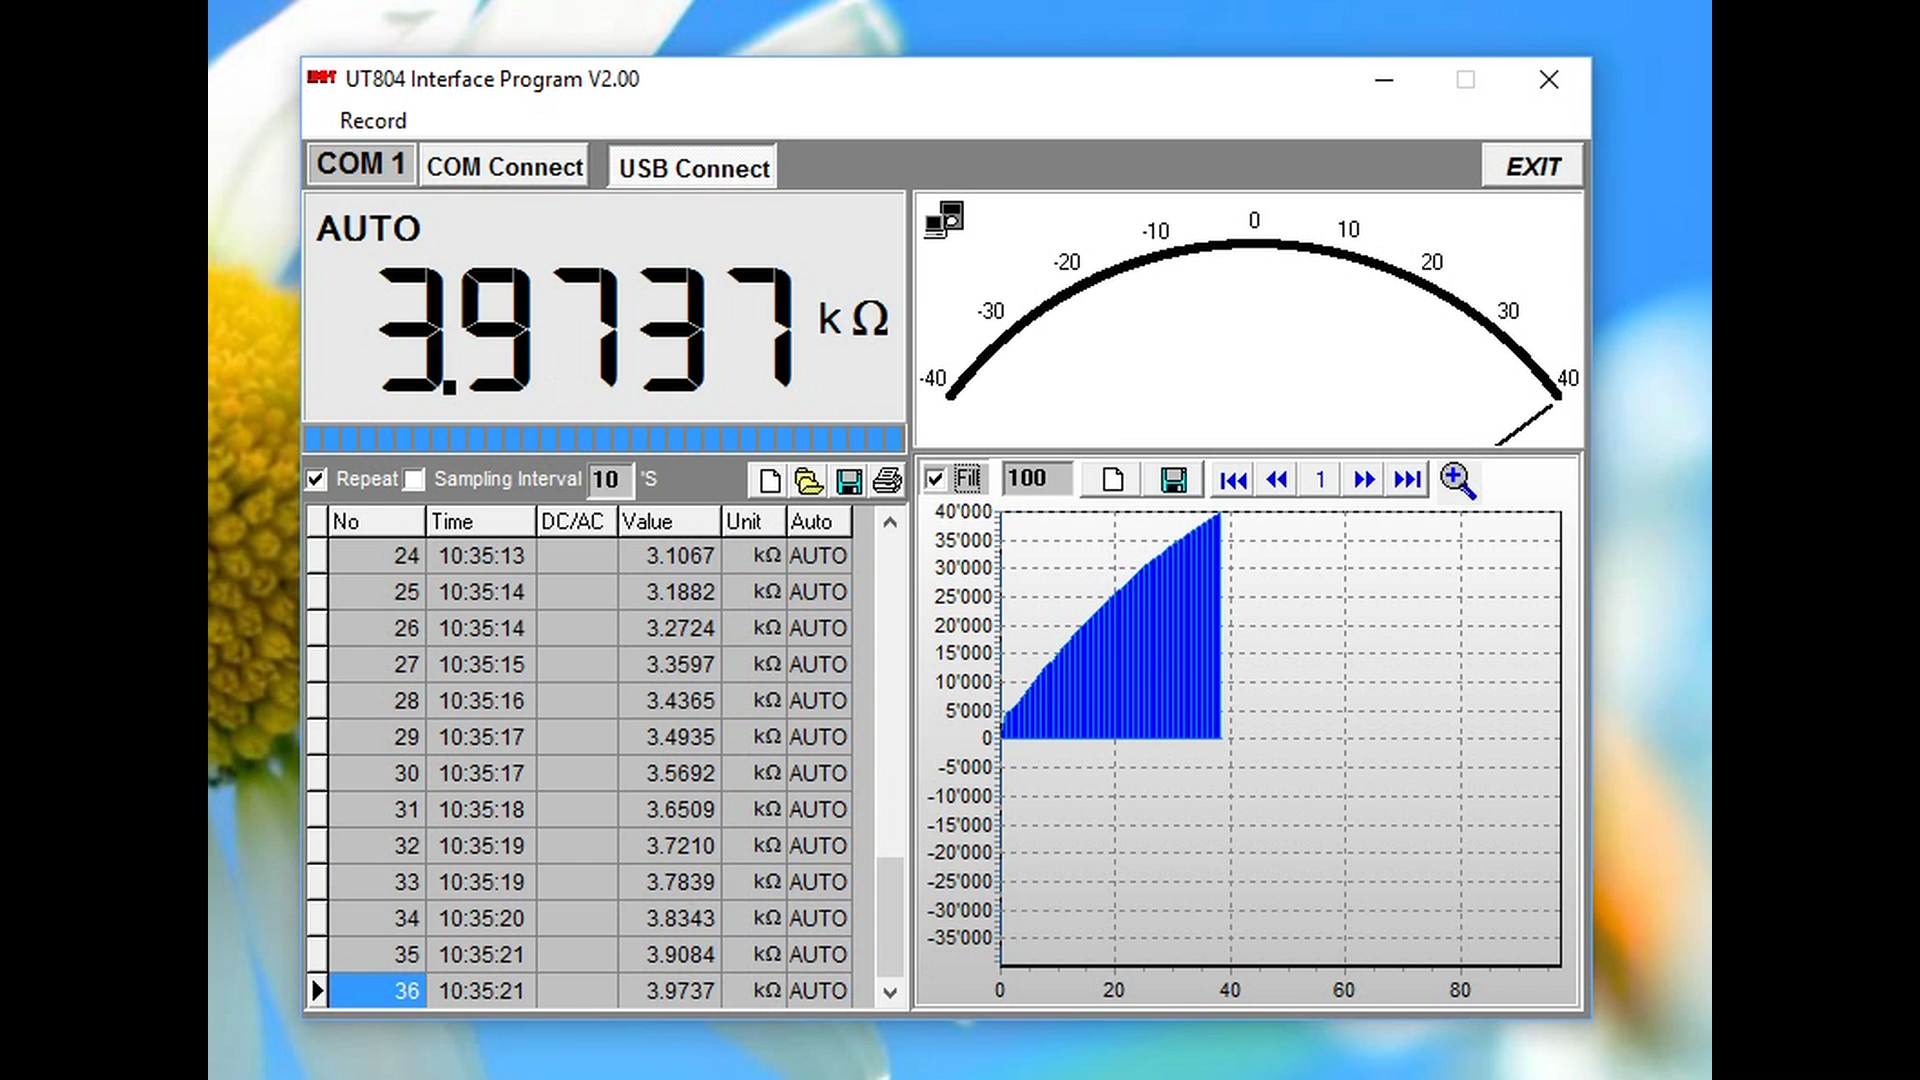 UT804 Interface Program V2.00
Record
COM 1 COM Connect USB Connect EXIT
AUTO
3.9737 kΩ
-40 -30 -20 -10 0 10 20 30 40
Repeat Sampling Interval 10 'S
Fill 100 1
No Time DC/AC Value Unit Auto
24 10:35:13 3.1067 kΩ AUTO
25 10:35:14 3.1882 kΩ AUTO
26 10:35:14 3.2724 kΩ AUTO
27 10:35:15 3.3597 kΩ AUTO
28 10:35:16 3.4365 kΩ AUTO
29 10:35:17 3.4935 kΩ AUTO
30 10:35:17 3.5692 kΩ AUTO
31 10:35:18 3.6509 kΩ AUTO
32 10:35:19 3.7210 kΩ AUTO
33 10:35:19 3.7839 kΩ AUTO
34 10:35:20 3.8343 kΩ AUTO
35 10:35:21 3.9084 kΩ AUTO
36 10:35:21 3.9737 kΩ AUTO
40'000
35'000
30'000
25'000
20'000
15'000
10'000
5'000
0
-5'000
-10'000
-15'000
-20'000
-25'000
-30'000
-35'000
0 20 40 60 80